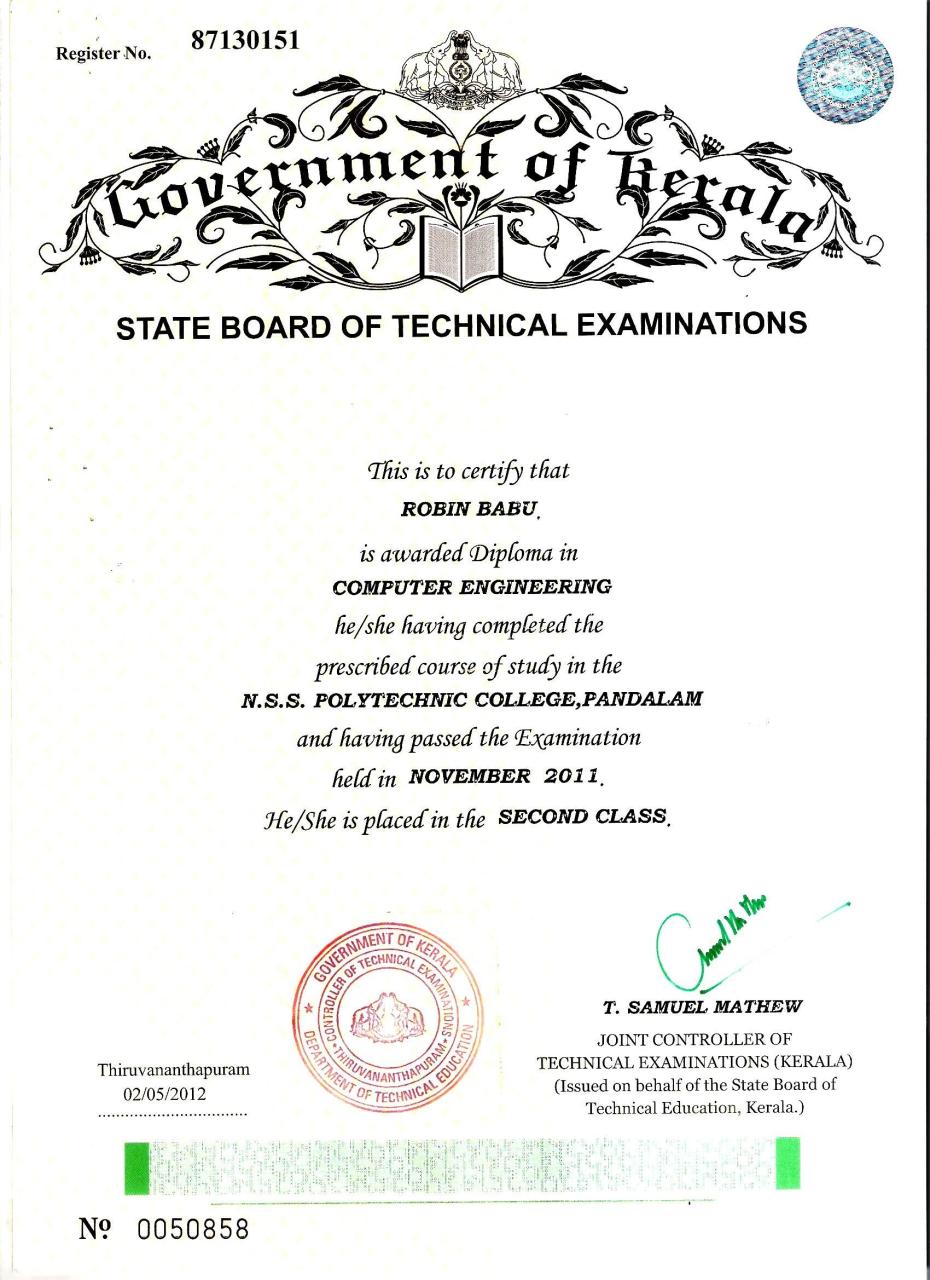 Register No. 87130151
Government of Kerala
STATE BOARD OF TECHNICAL EXAMINATIONS
This is to certify that
ROBIN BABU.
is awarded Diploma in
COMPUTER ENGINEERING
he/she having completed the
prescribed course of study in the
N.S.S. POLYTECHNIC COLLEGE,PANDALAM
and having passed the Examination
held in NOVEMBER 2011.
He/She is placed in the SECOND CLASS.
GOVERNMENT OF KERALA
CONTROLLER OF TECHNICAL EXAMINATIONS
THIRUVANANTHAPURAM
DEPARTMENT OF TECHNICAL EDUCATION
T. SAMUEL MATHEW
JOINT CONTROLLER OF
TECHNICAL EXAMINATIONS (KERALA)
(Issued on behalf of the State Board of
Technical Education, Kerala.)
Thiruvananthapuram
02/05/2012
Nº 0050858